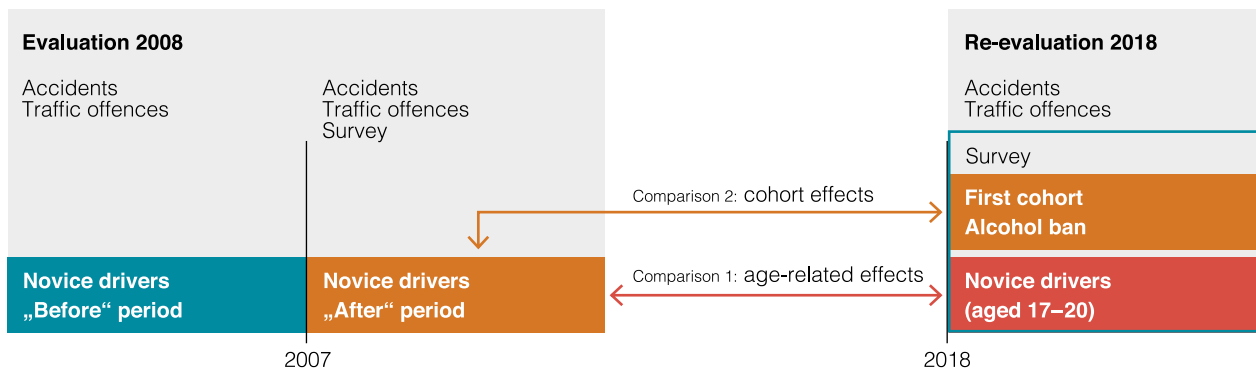 Evaluation 2008
Accidents
Traffic offences
Accidents
Traffic offences
Survey
Novice drivers
„Before“ period
Novice drivers
„After“ period
2007
Comparison 2: cohort effects
Comparison 1: age-related effects
Re-evaluation 2018
Accidents
Traffic offences
Survey
First cohort
Alcohol ban
Novice drivers
(aged 17–20)
2018